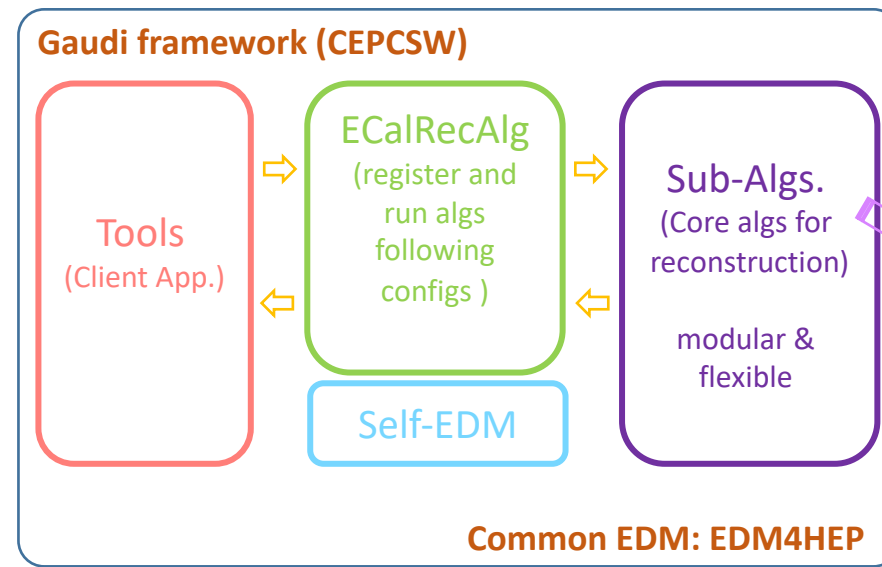 Gaudi framework (CEPCSW)
Tools
(Client App.)
ECalRecAlg
(register and
run algs
following
configs )
Self-EDM
Sub-Algs.
(Core algs for
reconstruction)
modular &
flexible
Common EDM: EDM4HEP